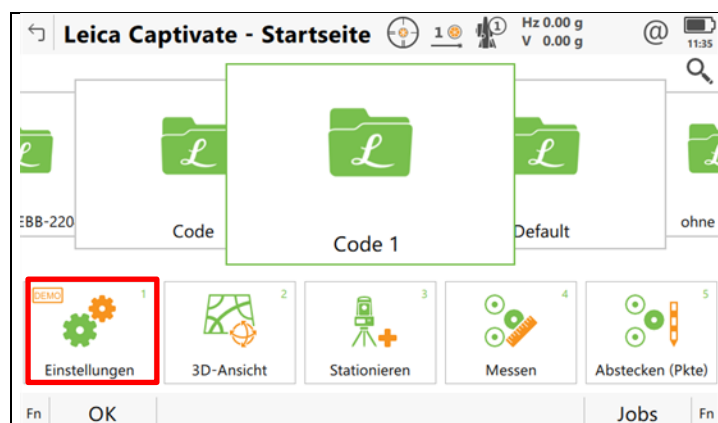 Leica Captivate - Startseite
1
1
Hz 0.00 g
V 0.00 g
@
11:35
EBB-220
Code
Code 1
Default
ohne
DEMO
1
Einstellungen
2
3D-Ansicht
3
Stationieren
4
Messen
5
Abstecken (Pkte)
Fn
OK
Jobs
Fn